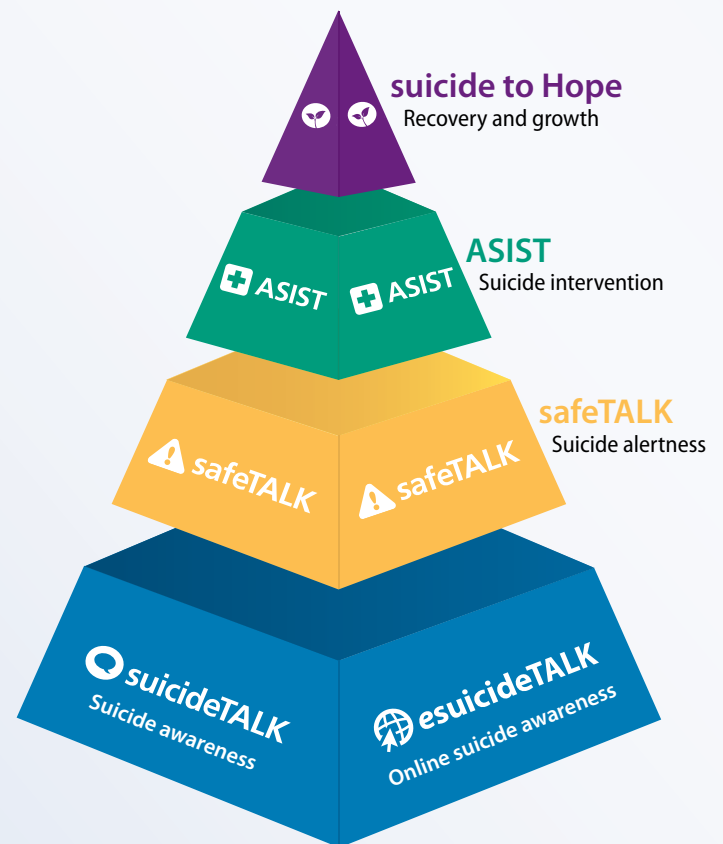 suicide to Hope
Recovery and growth
ASIST
Suicide intervention
ASIST
ASIST
safeTALK
Suicide alertness
safeTALK
safeTALK
suicideTALK
Suicide awareness
esuicideTALK
Online suicide awareness